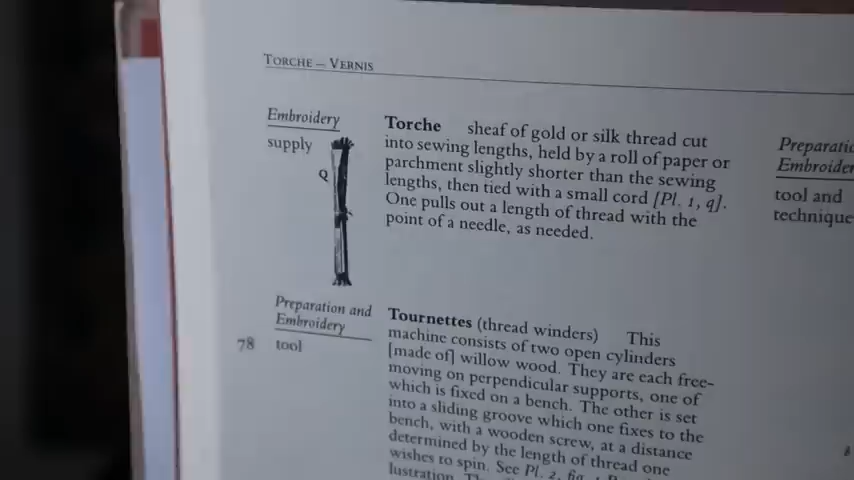 TORCHE – VERNIS
Embroidery
supply
Q
Torche sheaf of gold or silk thread cut
into sewing lengths, held by a roll of paper or
parchment slightly shorter than the sewing
lengths, then tied with a small cord [Pl. 1, q].
One pulls out a length of thread with the
point of a needle, as needed.
Preparation and
Embroidery
78 tool
Tournettes (thread winders) This
machine consists of two open cylinders
[made of] willow wood. They are each free-
moving on perpendicular supports, one of
which is fixed on a bench. The other is set
into a sliding groove which one fixes to the
bench, with a wooden screw, at a distance
determined by the length of thread one
wishes to spin. See Pl. 2, fig.
tool and
technique